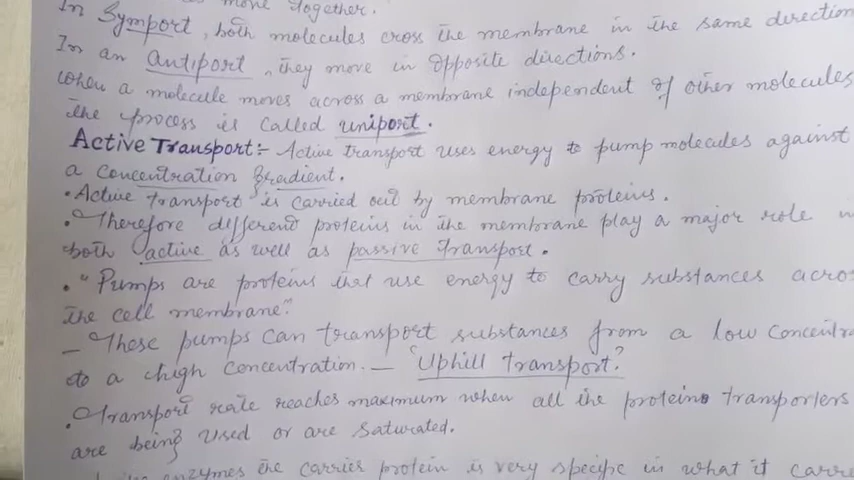 move together.
In Symport, both molecules cross the membrane in the same direction
In an Antiport, they move in opposite directions.
When a molecule moves across a membrane independent of other molecules
the process is called uniport.
Active Transport:- Active transport uses energy to pump molecules against
a concentration gradient.
• Active transport is carried out by membrane proteins.
• Therefore different proteins in the membrane play a major role
both active as well as passive transport.
• "Pumps are proteins that use energy to carry substances acros
the cell membrane."
- These pumps can transport substances from a low concentra
to a high concentration. - 'Uphill Transport'
• Transport rate reaches maximum when all the protein transporters
are being used or are saturated.
enzymes the carrier protein is very specific in what it carr